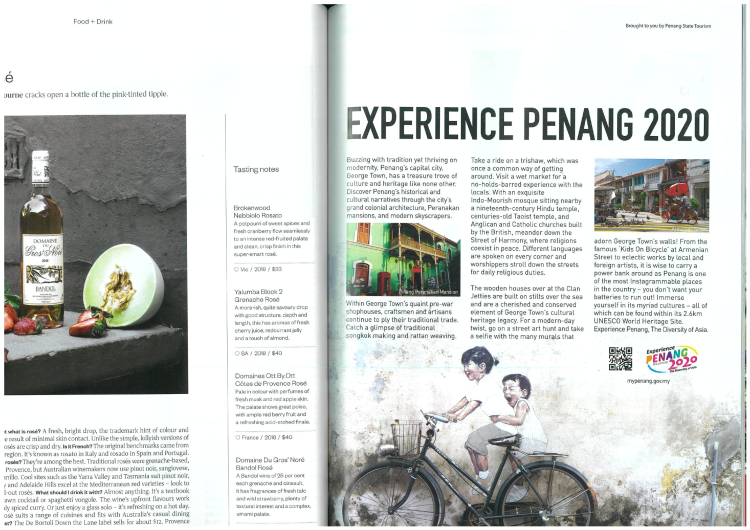 Food + Drink
é
ourne cracks open a bottle of the pink-tinted tipple.
DOMAINE
DU
Gros Noré
BANDOL
Tasting notes
Brokenwood
Nebbiolo Rosato
A potpourri of sweet spices and
fresh cranberry flow seamlessly
to an intense red-fruited palate
and clean, crisp finish in this
super-smart rosé.
Vic / 2019 / $33
Yalumba Block 2
Grenache Rosé
A more-ish, quite savoury drop
with good structure, depth and
length, this has aromas of fresh
cherry juice, redcurrant jelly
and a touch of almond.
SA / 2018 / $40
Domaines Ott By.Ott
Côtes de Provence Rosé
Pale in colour with perfumes of
fresh musk and red apple skin.
The palate shows great poise,
with ample red berry fruit and
a refreshing acid-etched finale.
France / 2018 / $40
Domaine Du Gros' Noré
Bandol Rosé
A Bandol wine of 25 per cent
each grenache and cinsault.
It has fragrances of fresh talc
and wild strawberry, plenty of
textural interest and a complex,
umami palate.
t what is rosé? A fresh, bright drop, the trademark hint of colour and
e result of minimal skin contact. Unlike the simple, lollyish versions of
osés are crisp and dry. Is it French? The original benchmarks came from
region. It's known as rosato in Italy and rosado in Spain and Portugal.
rosés? They're among the best. Traditional rosés were grenache-based,
Provence, but Australian winemakers now use pinot noir, sangiovese,
nrillo. Cool sites such as the Yarra Valley and Tasmania suit pinot noir,
y and Adelaide Hills excel at the Mediterranean red varieties – look to
l-out rosés. What should I drink it with? Almost anything. It's a textbook
awn cocktail or spaghetti vongole. The wine's upfront flavours work
ly spiced curry. Or just enjoy a glass solo – it's refreshing on a hot day.
osé suits a range of cuisines and fits with Australia's casual dining
st? The De Bortoli Down the Lane label sells for about $12. Provence
Brought to you by Penang State Tourism
EXPERIENCE PENANG 2020
Buzzing with tradition yet thriving on
modernity, Penang's capital city,
George Town, has a treasure trove of
culture and heritage like none other.
Discover Penang's historical and
cultural narratives through the city's
grand colonial architecture, Peranakan
mansions, and modern skyscrapers.
Penang Peranakan Mansion
Within George Town's quaint pre-war
shophouses, craftsmen and artisans
continue to ply their traditional trade.
Catch a glimpse of traditional
songkok making and rattan weaving.
Take a ride on a trishaw, which was
once a common way of getting
around. Visit a wet market for a
no-holds-barred experience with the
locals. With an exquisite
Indo-Moorish mosque sitting nearby
a nineteenth-century Hindu temple,
centuries-old Taoist temple, and
Anglican and Catholic churches built
by the British, meander down the
Street of Harmony, where religions
coexist in peace. Different languages
are spoken on every corner and
worshippers stroll down the streets
for daily religious duties.
The wooden houses over at the Clan
Jetties are built on stilts over the sea
and are a cherished and conserved
element of George Town's cultural
heritage legacy. For a modern-day
twist, go on a street art hunt and take
a selfie with the many murals that
adorn George Town's walls! From the
famous 'Kids On Bicycle' at Armenian
Street to eclectic works by local and
foreign artists, it is wise to carry a
power bank around as Penang is one
of the most Instagrammable places
in the country – you don't want your
batteries to run out! Immerse
yourself in its myriad cultures – all of
which can be found within its 2.6km
UNESCO World Heritage Site.
Experience Penang, The Diversity of Asia.
Experience
PENANG
2020
The Diversity of Asia
mypenang.gov.my